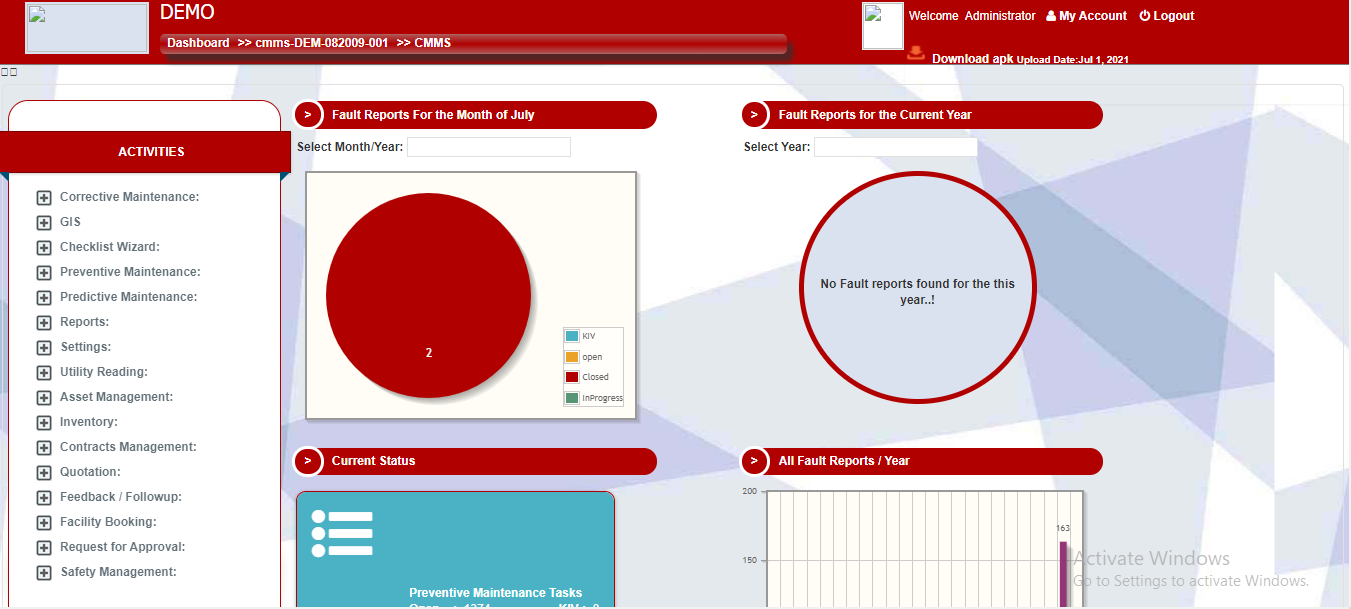 DEMO
Welcome Administrator My Account Logout
Dashboard >> cmms-DEM-082009-001 >> CMMS
Download apk Upload Date:Jul 1, 2021
ACTIVITIES
Corrective Maintenance:
GIS
Checklist Wizard:
Preventive Maintenance:
Predictive Maintenance:
Reports:
Settings:
Utility Reading:
Asset Management:
Inventory:
Contracts Management:
Quotation:
Feedback / Followup:
Facility Booking:
Request for Approval:
Safety Management:
> Fault Reports For the Month of July
Select Month/Year:
2
KIV
open
Closed
InProgress
> Fault Reports for the Current Year
Select Year:
No Fault reports found for the this
year..!
> Current Status
Preventive Maintenance Tasks
> All Fault Reports / Year
200
163
150
Activate Windows
Go to Settings to activate Windows.